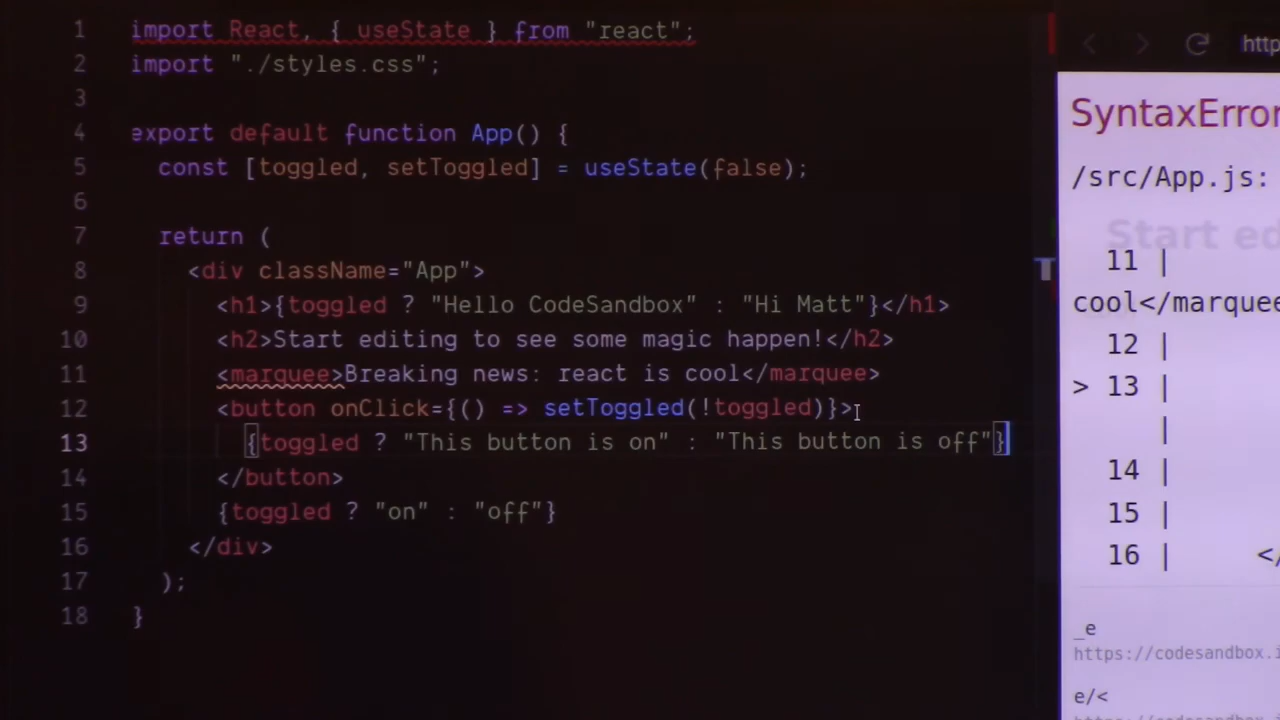 1 import React, { useState } from "react";
2 import "./styles.css";
3
4 export default function App() {
5 const [toggled, setToggled] = useState(false);
6
7 return (
8 <div className="App">
9 <h1>{toggled ? "Hello CodeSandbox" : "Hi Matt"}</h1>
10 <h2>Start editing to see some magic happen!</h2>
11 <marquee>Breaking news: react is cool</marquee>
12 <button onClick={() => setToggled(!toggled)}>
13 {toggled ? "This button is on" : "This button is off"}
14 </button>
15 {toggled ? "on" : "off"}
16 </div>
17 );
18 }
http
SyntaxError
/src/App.js:
Start ed
11 |
cool</marquee
12 |
> 13 |
|
14 |
15 |
16 | </
_e
https://codesandbox.i
e/<